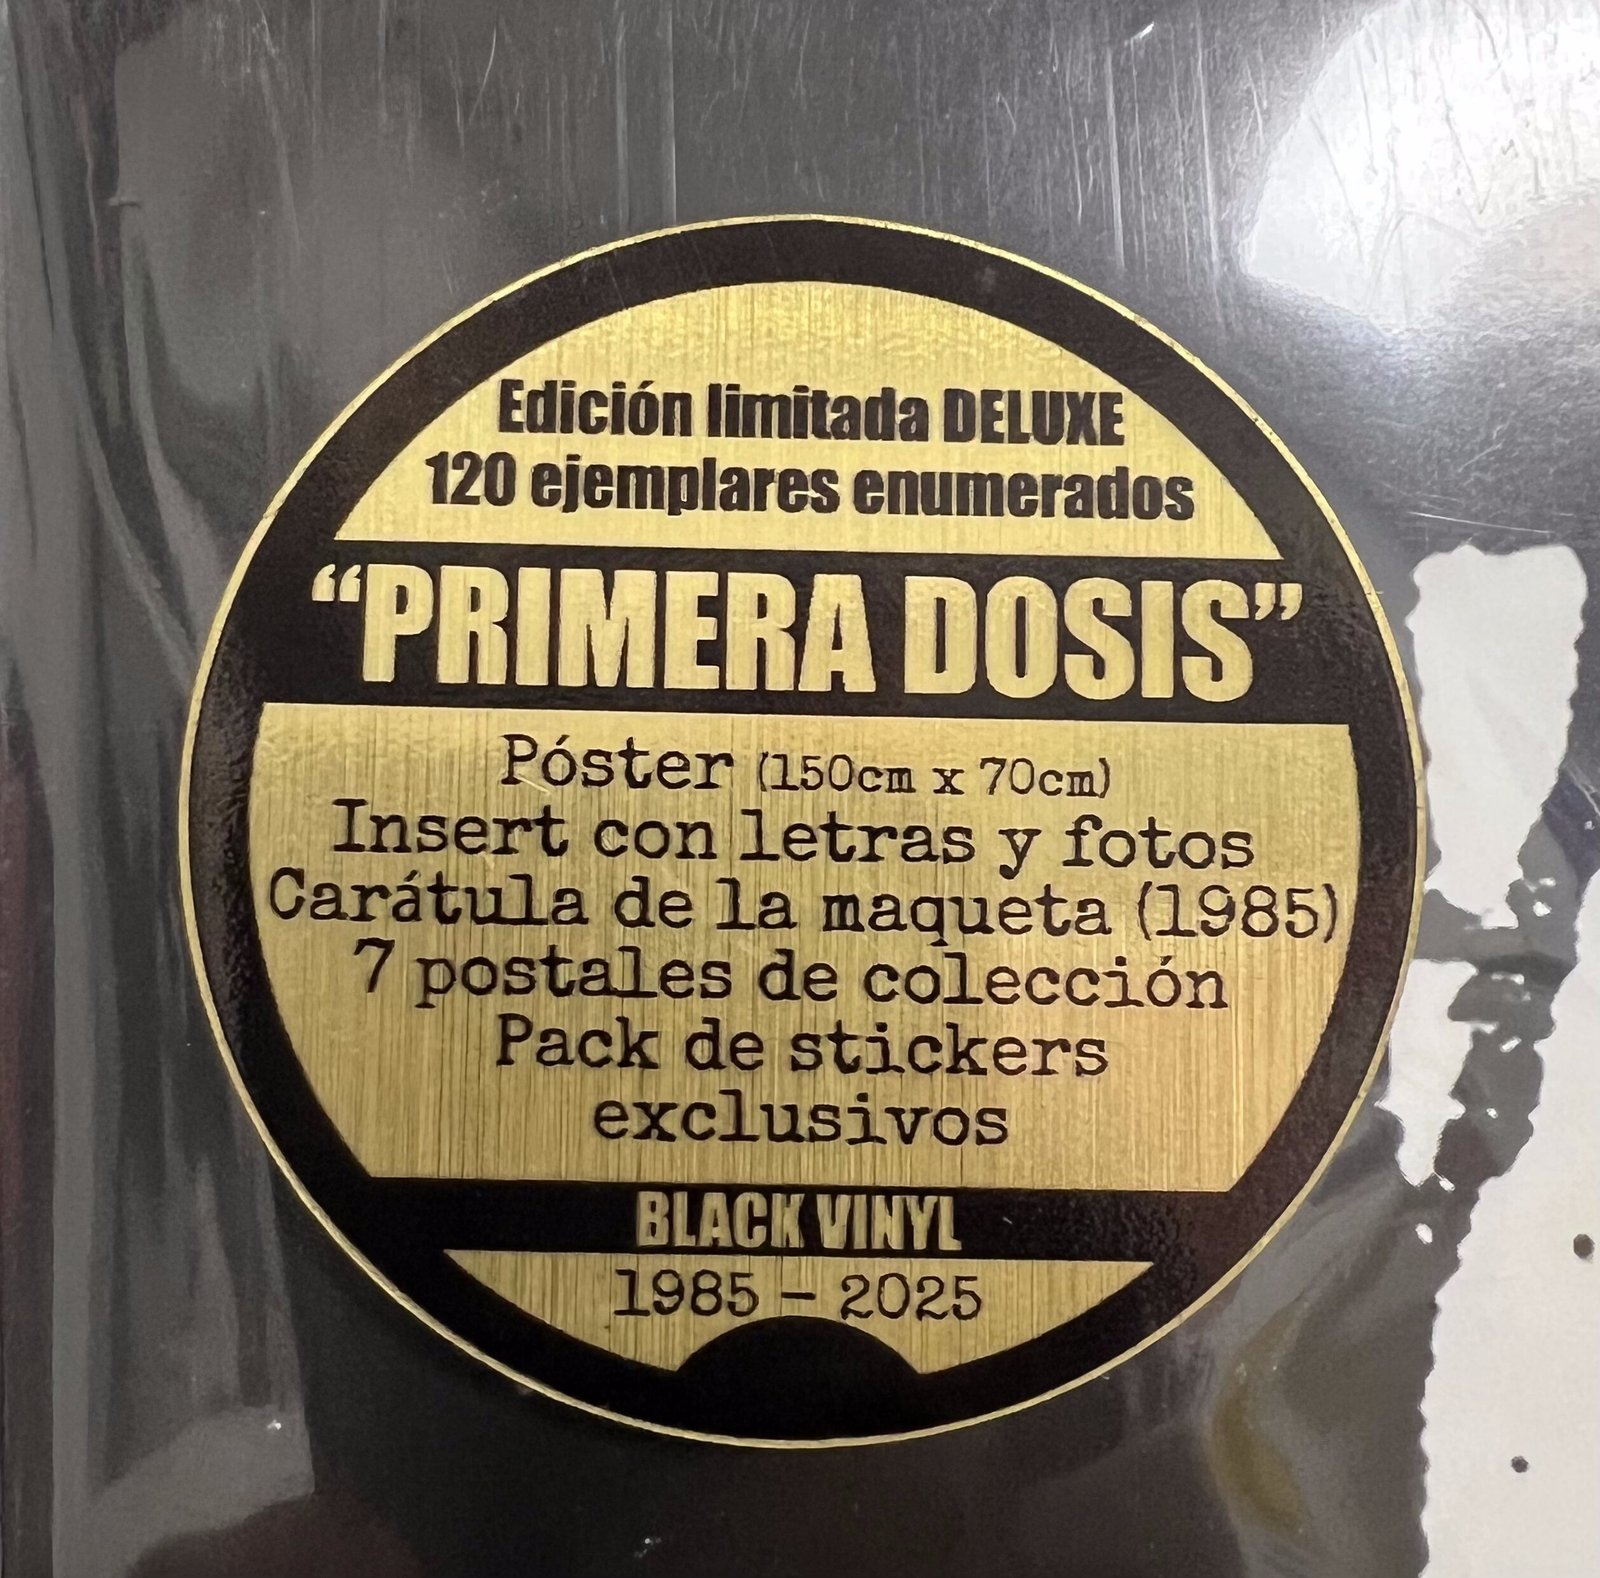 Edición limitada DELUXE
120 ejemplares enumerados
“PRIMERA DOSIS”
Póster (150cm x 70cm)
Insert con letras y fotos
Carátula de la maqueta (1985)
7 postales de colección
Pack de stickers
exclusivos
BLACK VINYL
1985 – 2025